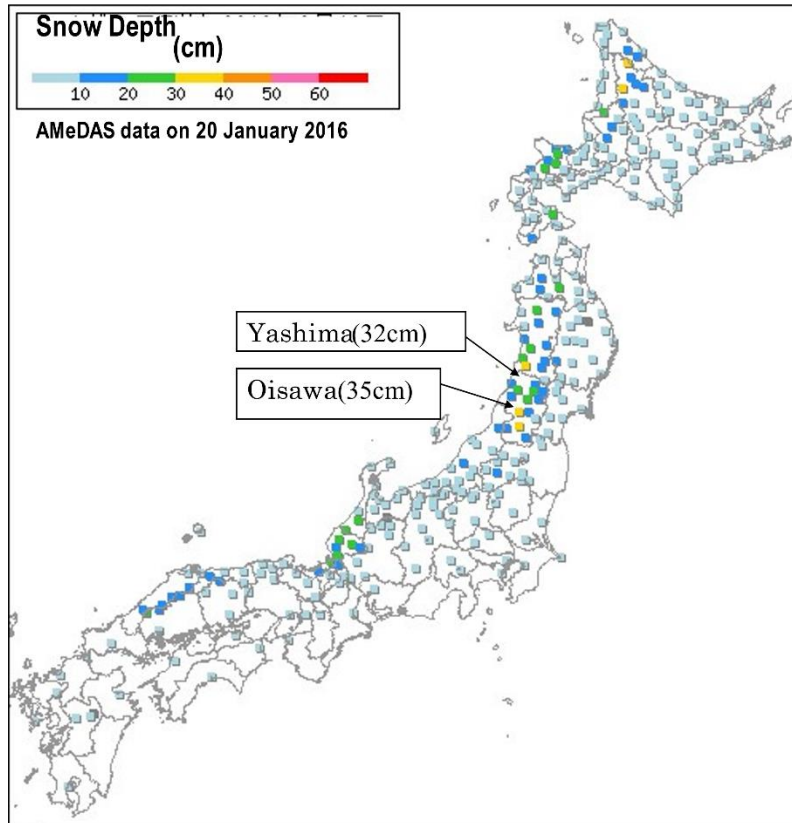 Snow Depth
(cm)
10 20 30 40 50 60
AMeDAS data on 20 January 2016
Yashima(32cm)
Oisawa(35cm)